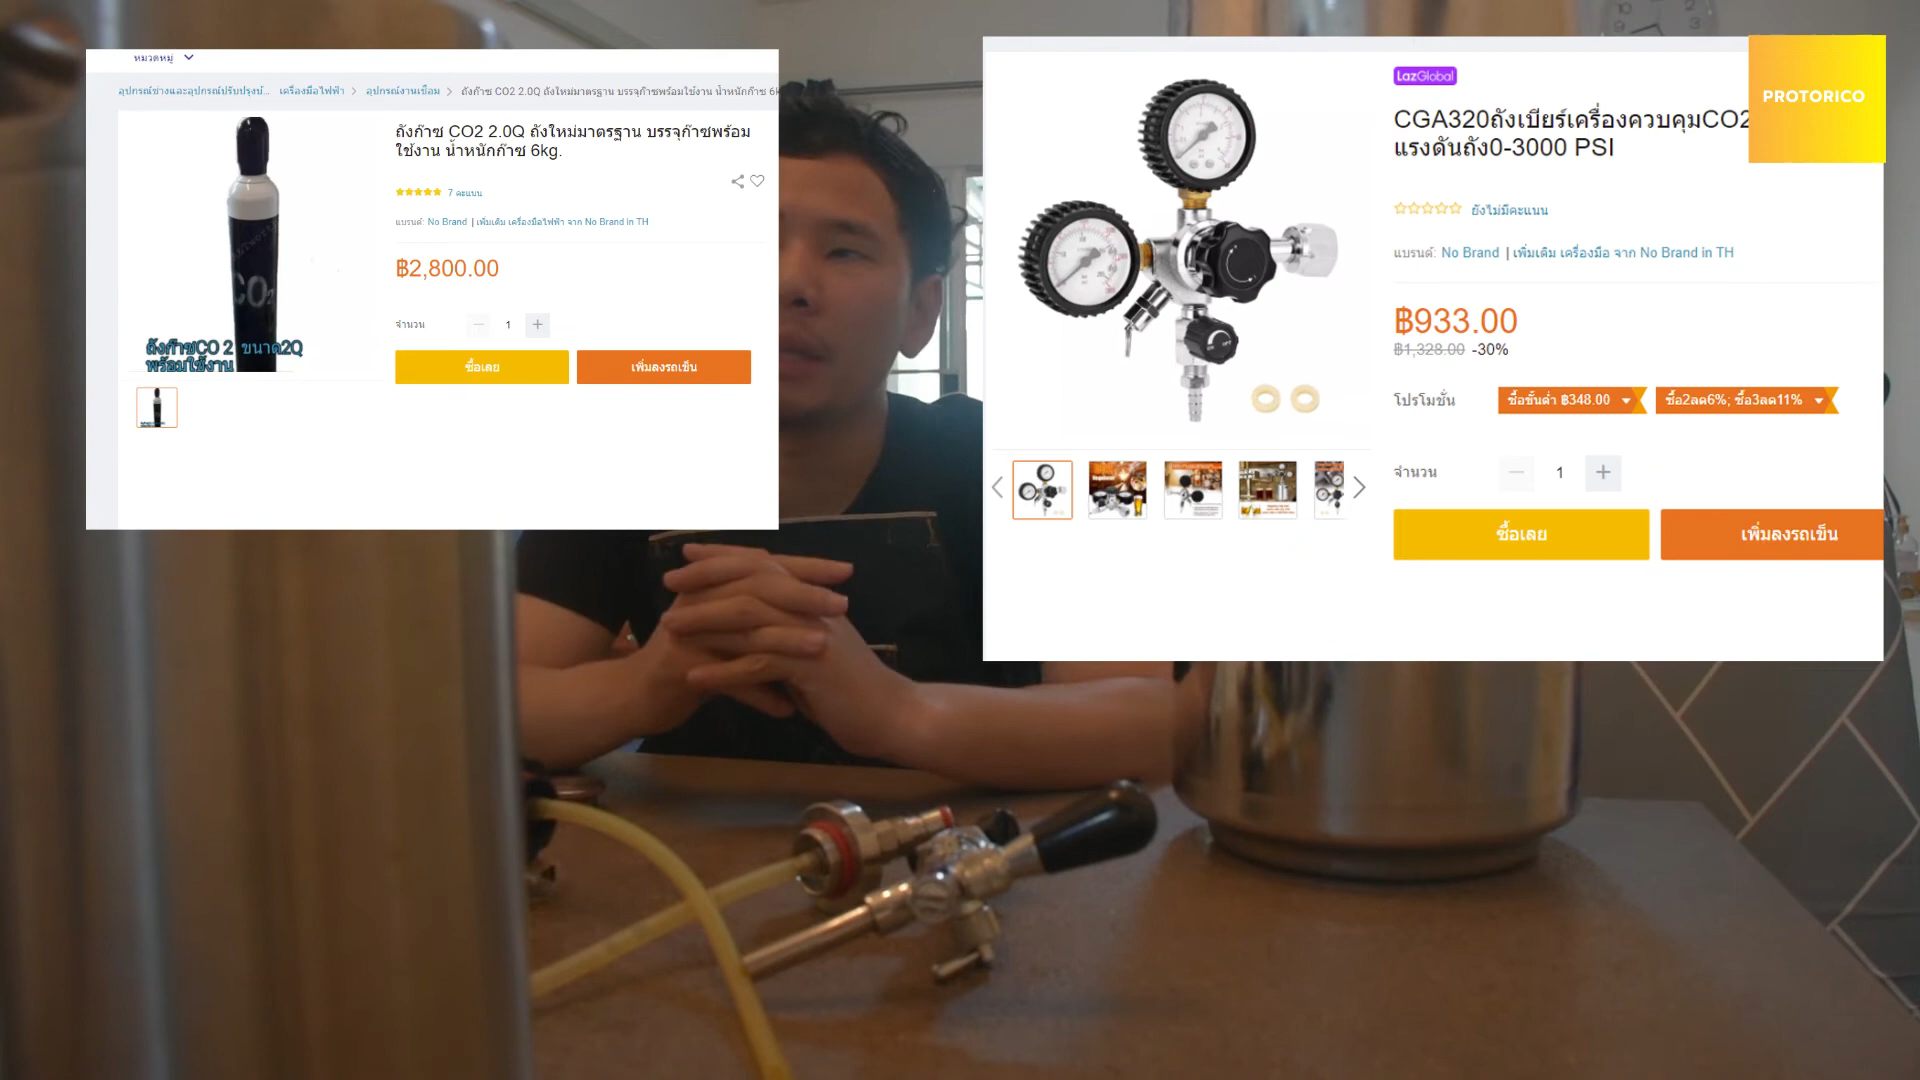 หมวดหมู่
อุปกรณ์ช่างและอุปกรณ์ปรับปรุงบ้... เครื่องมือไฟฟ้า > อุปกรณ์งานเชื่อม > ถังก๊าซ CO2 2.0Q ถังใหม่มาตรฐาน บรรจุก๊าซพร้อมใช้งาน น้ำหนักก๊าซ 6k
ถังก๊าซ CO2 2.0Q ถังใหม่มาตรฐาน บรรจุก๊าซพร้อม
ใช้งาน น้ำหนักก๊าซ 6kg.
7 คะแนน
แบรนด์: No Brand | เพิ่มเติม เครื่องมือไฟฟ้า จาก No Brand in TH
฿2,800.00
จำนวน
1
ซื้อเลย
เพิ่มลงรถเข็น
CO2
ถังก๊าซCO 2 ขนาด2Q
พร้อมใช้งาน
LazGlobal
PROTORICO
CGA320ถังเบียร์เครื่องควบคุมCO2
แรงดันถัง0-3000 PSI
ยังไม่มีคะแนน
แบรนด์: No Brand | เพิ่มเติม เครื่องมือ จาก No Brand in TH
฿933.00
฿1,328.00 -30%
โปรโมชั่น
ซื้อขั้นต่ำ ฿348.00
ซื้อ2ลด6%; ซื้อ3ลด11%
จำนวน
1
ซื้อเลย
เพิ่มลงรถเข็น